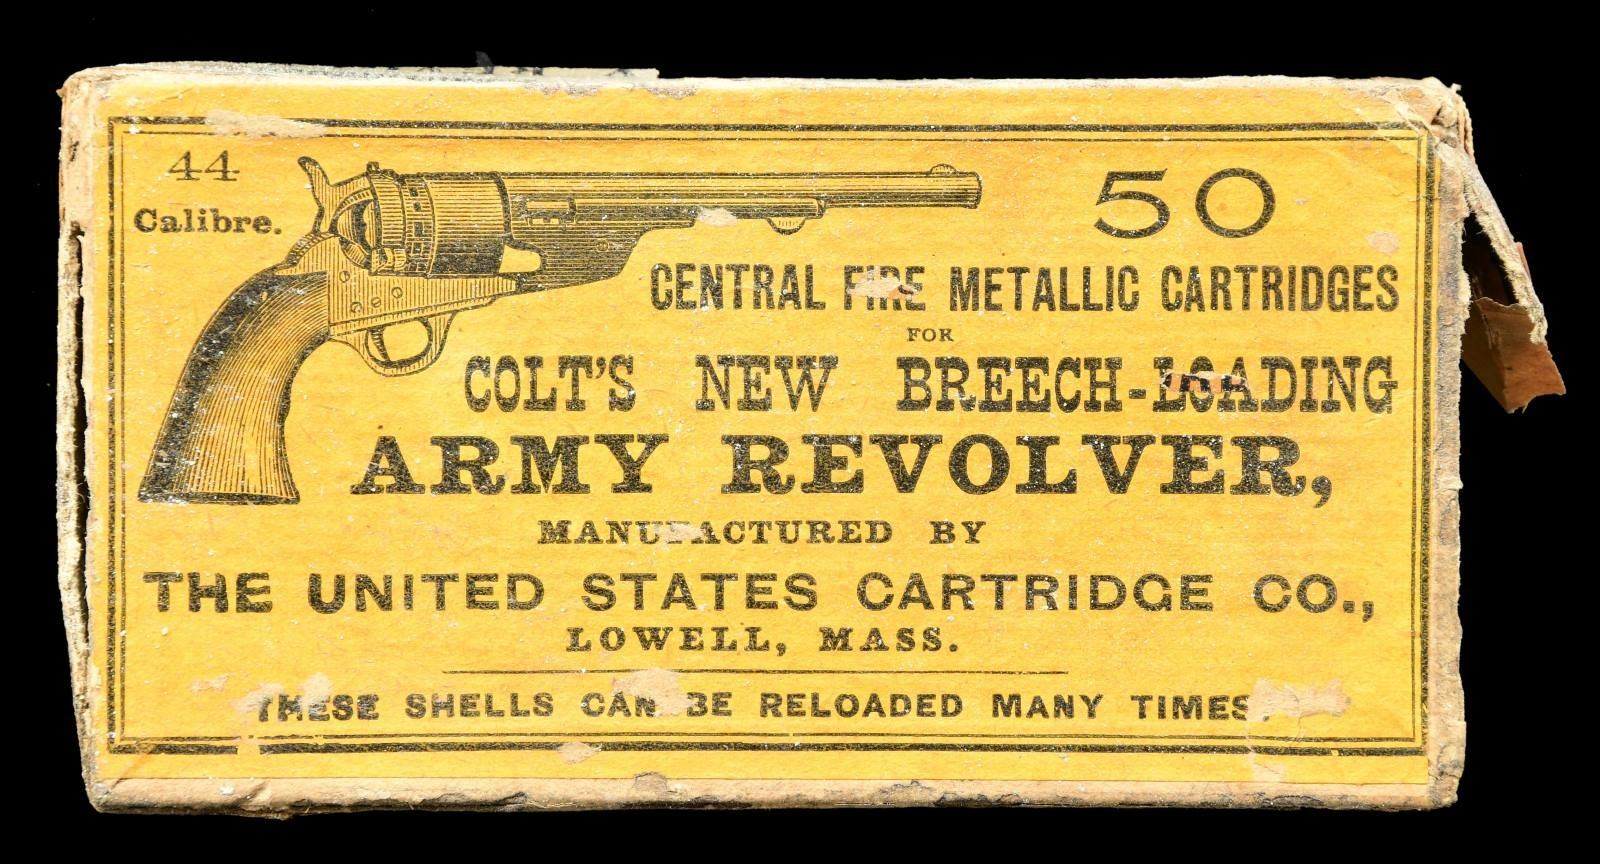 44
Calibre.
50
CENTRAL FIRE METALLIC CARTRIDGES
FOR
COLT'S NEW BREECH-LOADING
ARMY REVOLVER,
MANUFACTURED BY
THE UNITED STATES CARTRIDGE CO.,
LOWELL, MASS.
THESE SHELLS CAN BE RELOADED MANY TIMES.